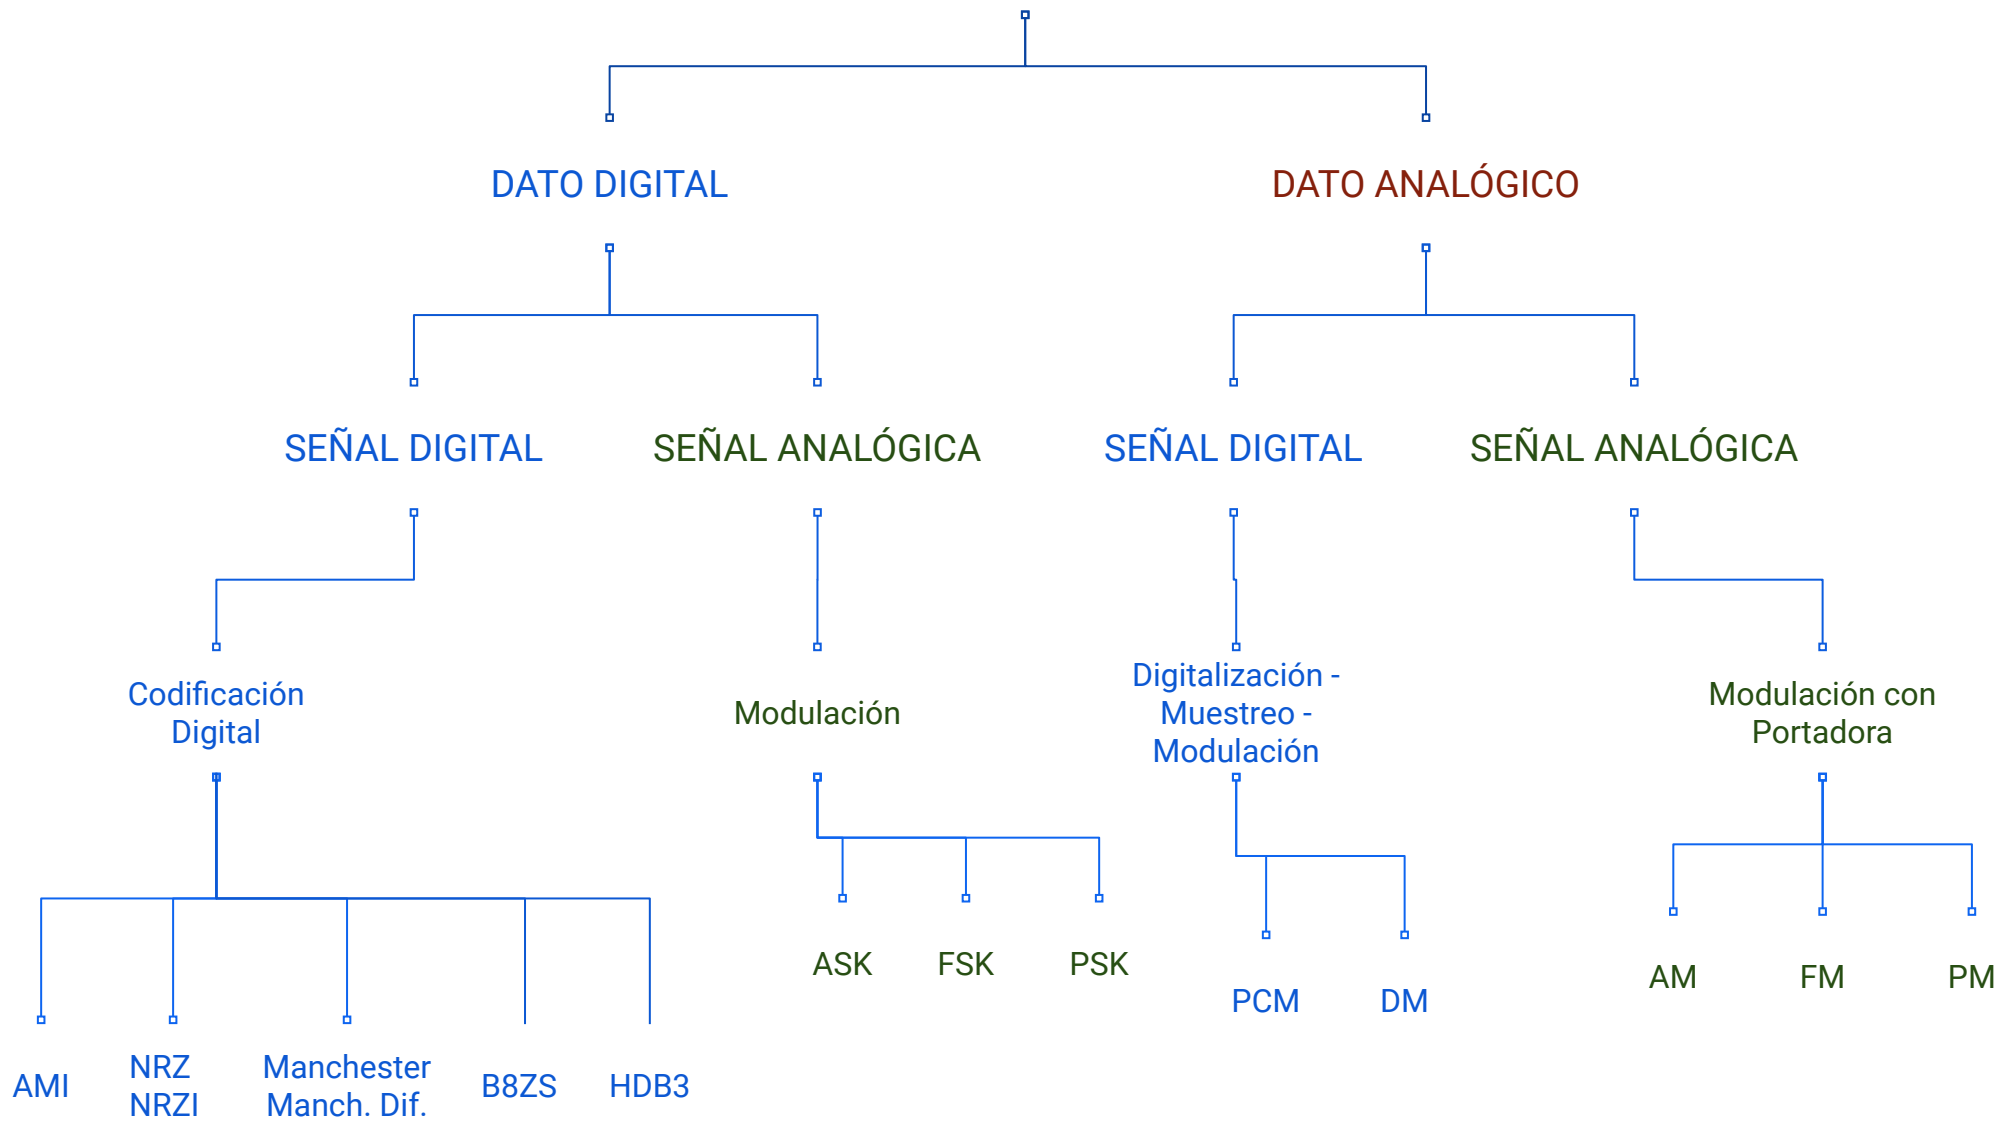 DATO DIGITAL
DATO ANALÓGICO
SEÑAL DIGITAL
SEÑAL ANALÓGICA
SEÑAL DIGITAL
SEÑAL ANALÓGICA
Codificación
Digital
Modulación
Digitalización -
Muestreo -
Modulación
Modulación con
Portadora
ASK
FSK
PSK
PCM
DM
AM
FM
PM
AMI
NRZ
NRZI
Manchester
Manch. Dif.
B8ZS
HDB3